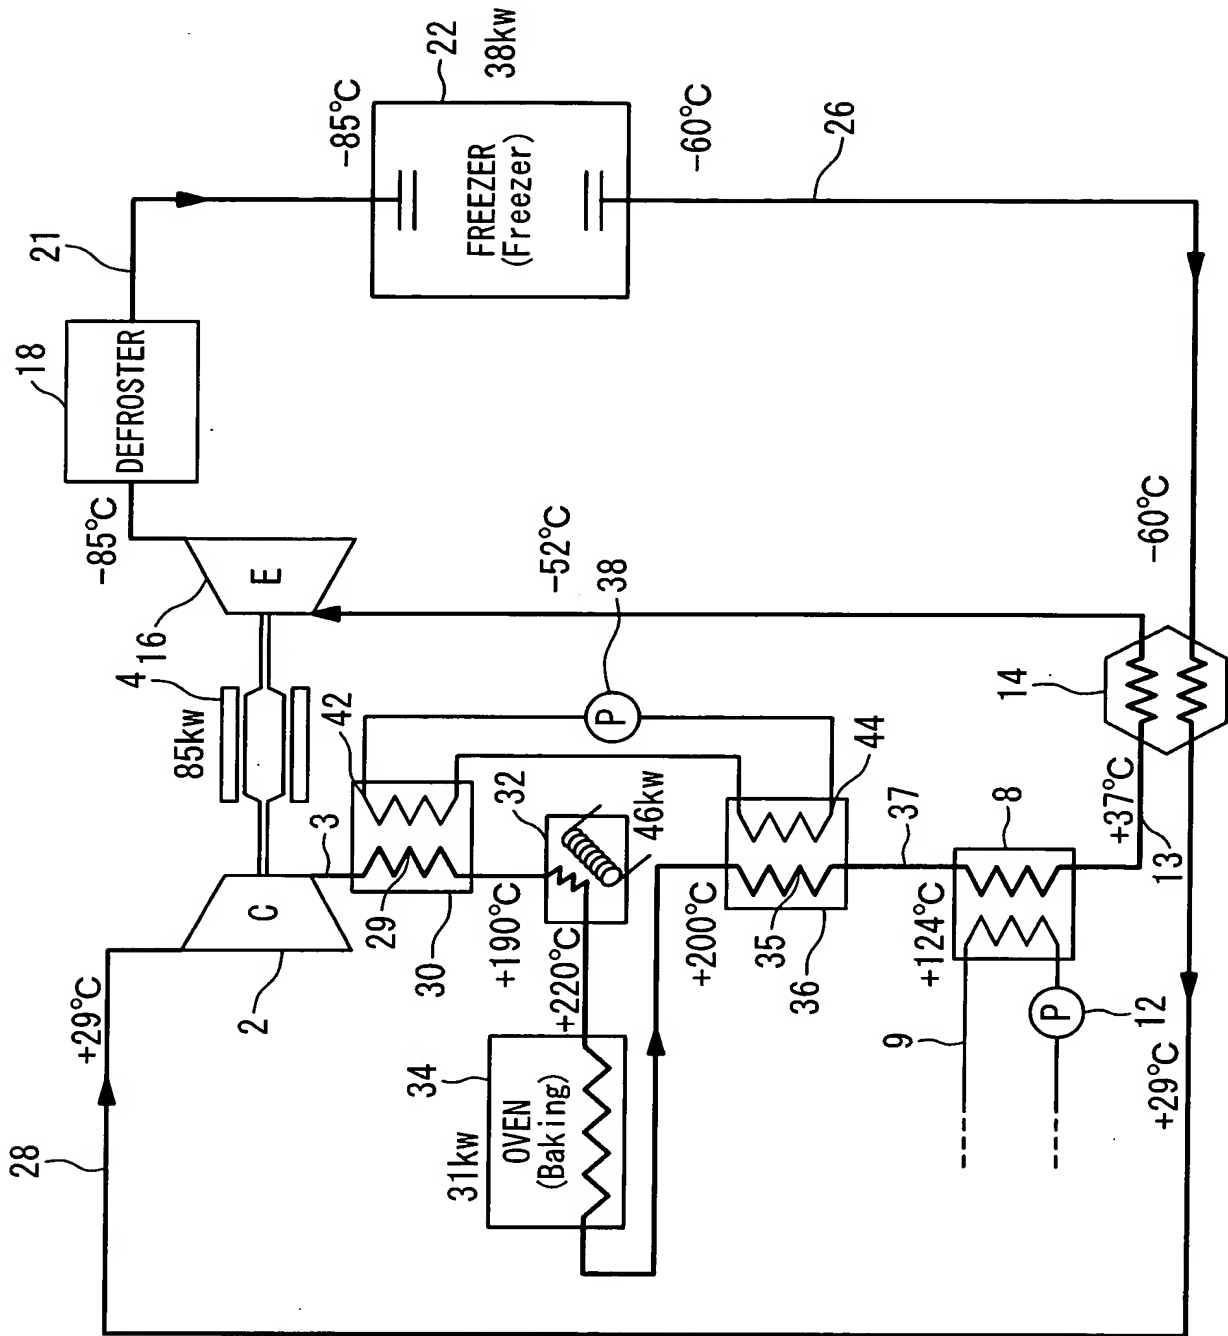 28
+29°C
2
C
3
4
85kw
16
E
-85°C
18
DEFROSTER
21
-85°C
22
38kw
FREEZER
(Freezer)
-60°C
26
-52°C
38
P
42
29
30
+190°C
32
46kw
+220°C
34
31kw
OVEN
(Baking)
+200°C
35
36
44
37
+124°C
8
9
P
12
+37°C
13
14
-60°C
+29°C